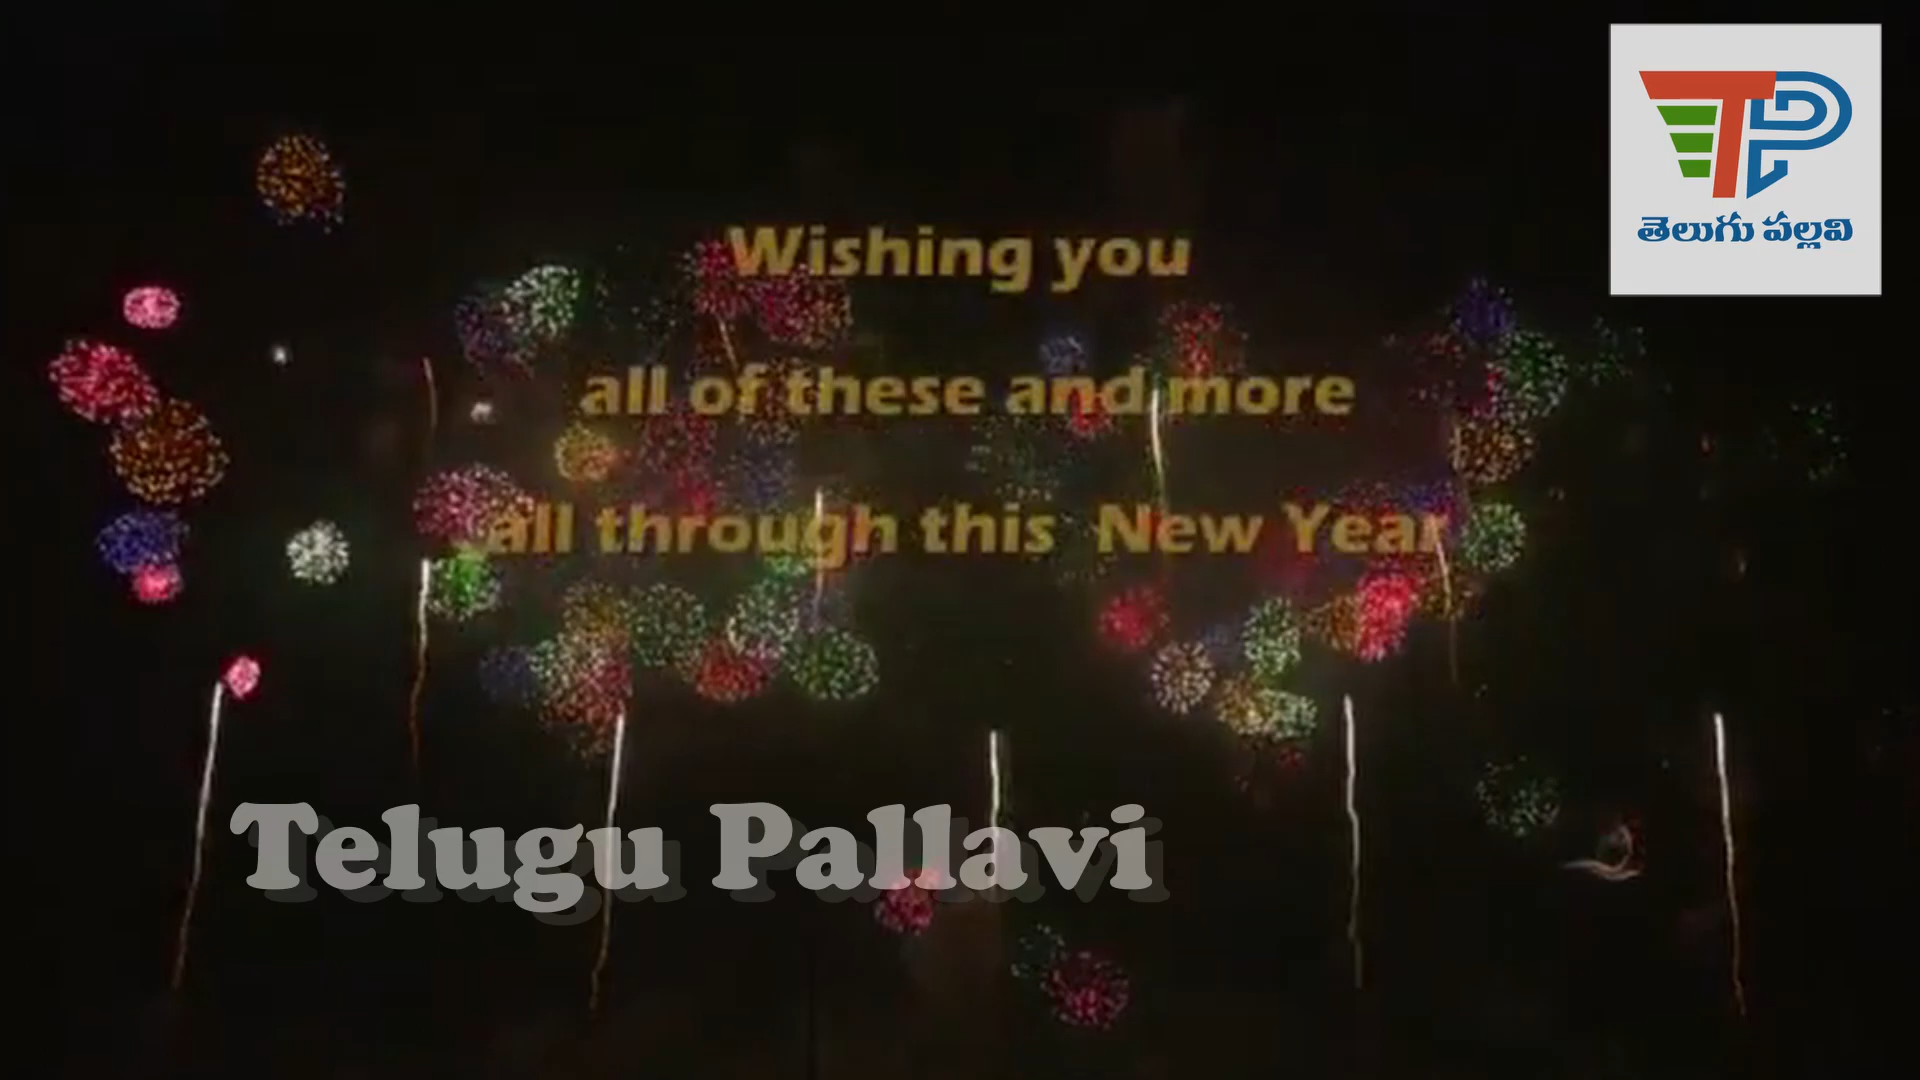 Wishing you
all of these and more
all through this New Year
TP
తెలుగు పల్లవి
Telugu Pallavi